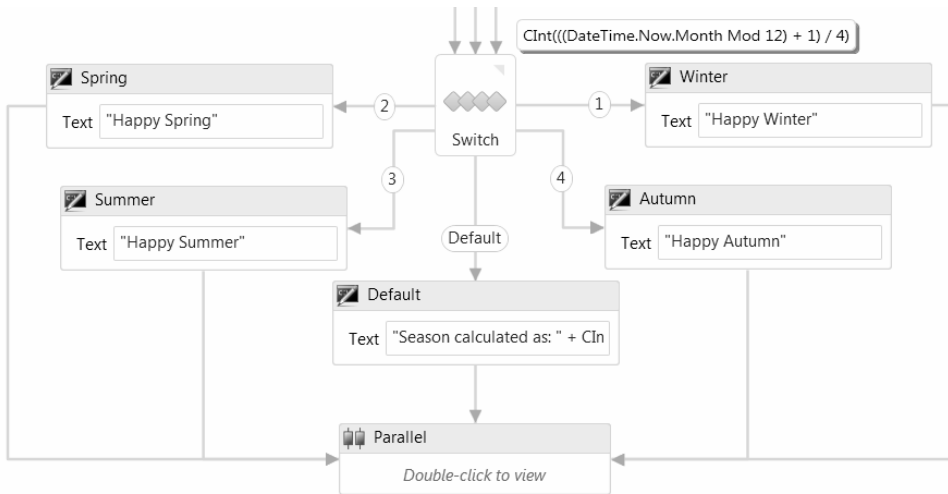 CInt(((DateTime.Now.Month Mod 12) + 1) / 4)
Spring
Text "Happy Spring"
2
Switch
1
Winter
Text "Happy Winter"
3
4
Summer
Text "Happy Summer"
Default
Autumn
Text "Happy Autumn"
Default
Text "Season calculated as: " + CIn
Parallel
Double-click to view